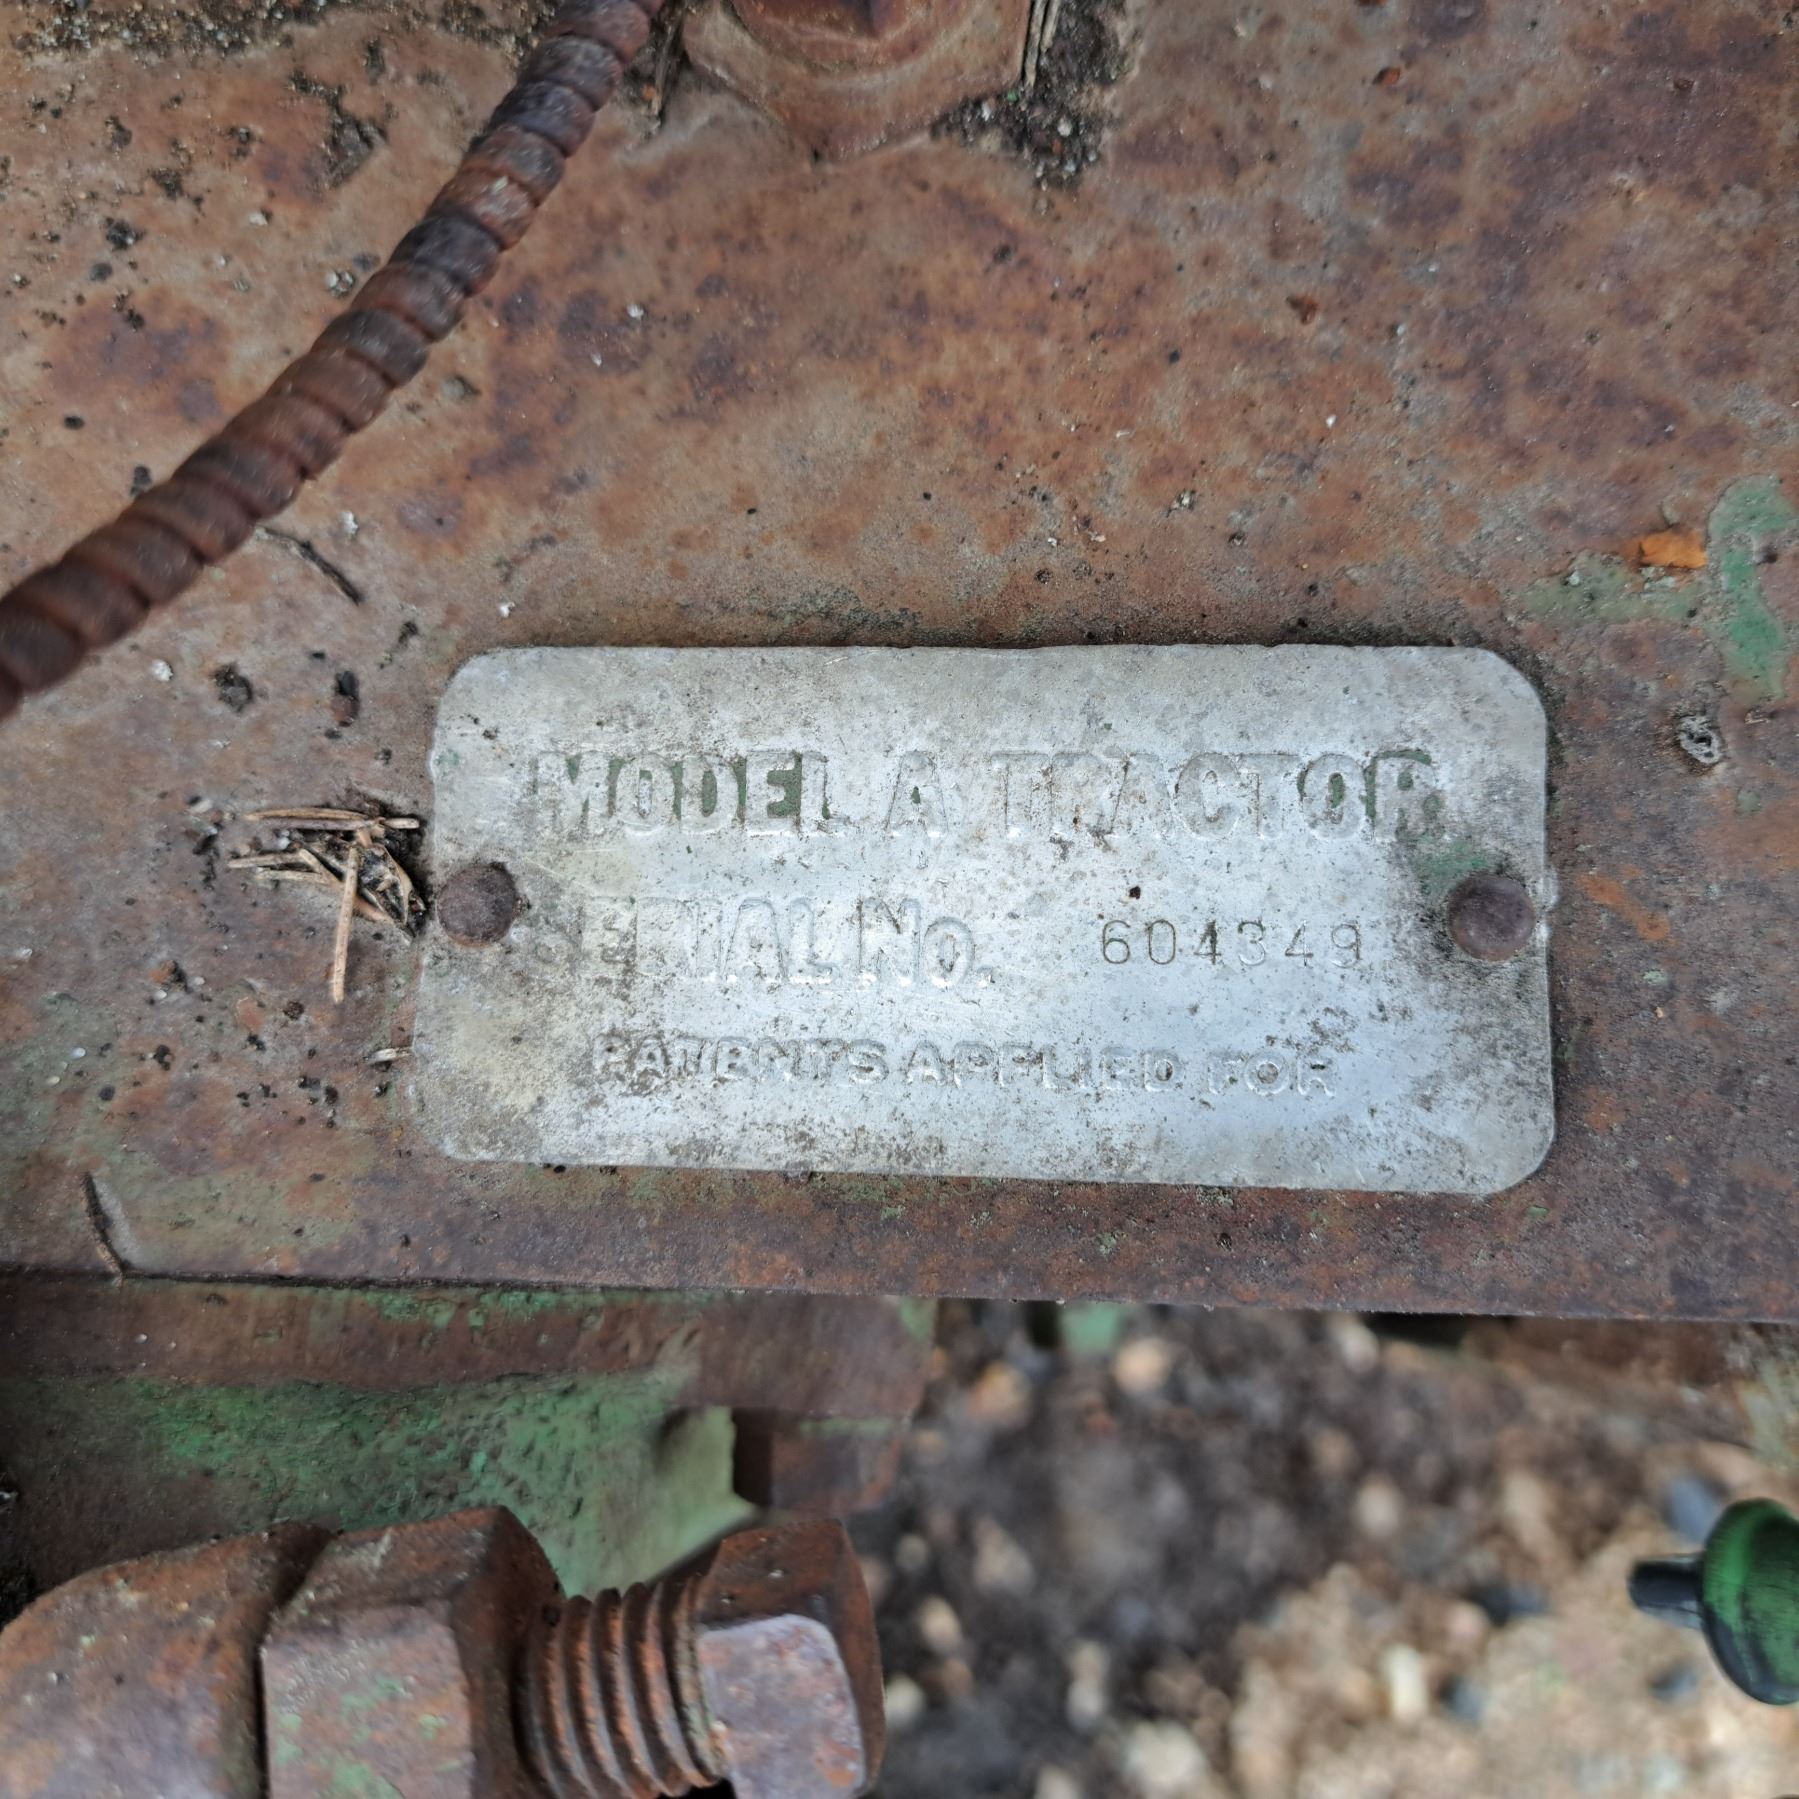 MODEL A TRACTOR
SERIAL No. 604349
PATENTS APPLIED FOR